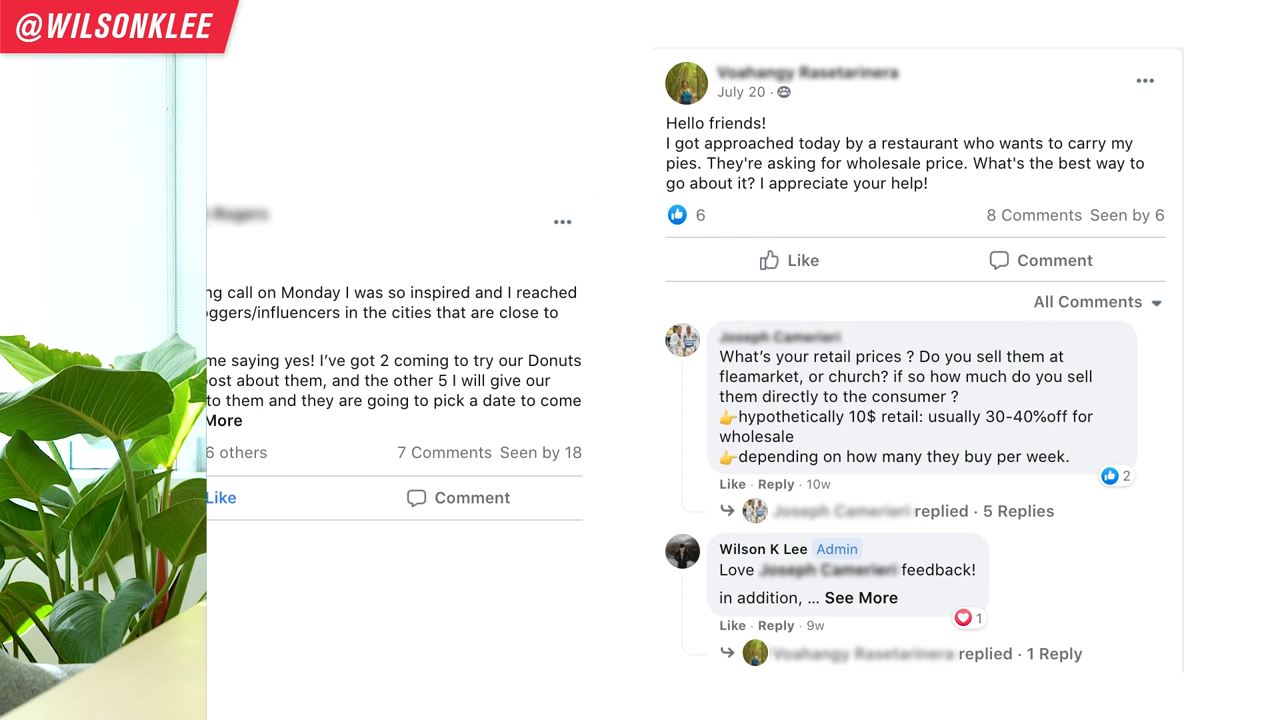 @WILSONKLEE
ng call on Monday I was so inspired and I reached
oggers/influencers in the cities that are close to
me saying yes! I’ve got 2 coming to try our Donuts
ost about them, and the other 5 I will give our
to them and they are going to pick a date to come
More
6 others 7 Comments Seen by 18
Like Comment
July 20 ·
Hello friends!
I got approached today by a restaurant who wants to carry my
pies. They're asking for wholesale price. What's the best way to
go about it? I appreciate your help!
6 8 Comments Seen by 6
Like Comment
All Comments
What’s your retail prices ? Do you sell them at
fleamarket, or church? if so how much do you sell
them directly to the consumer ?
👉hypothetically 10$ retail: usually 30-40%off for
wholesale
👉depending on how many they buy per week.
2
Like · Reply · 10w
replied · 5 Replies
Wilson K Lee Admin
Love feedback!
in addition, ... See More
1
Like · Reply · 9w
replied · 1 Reply